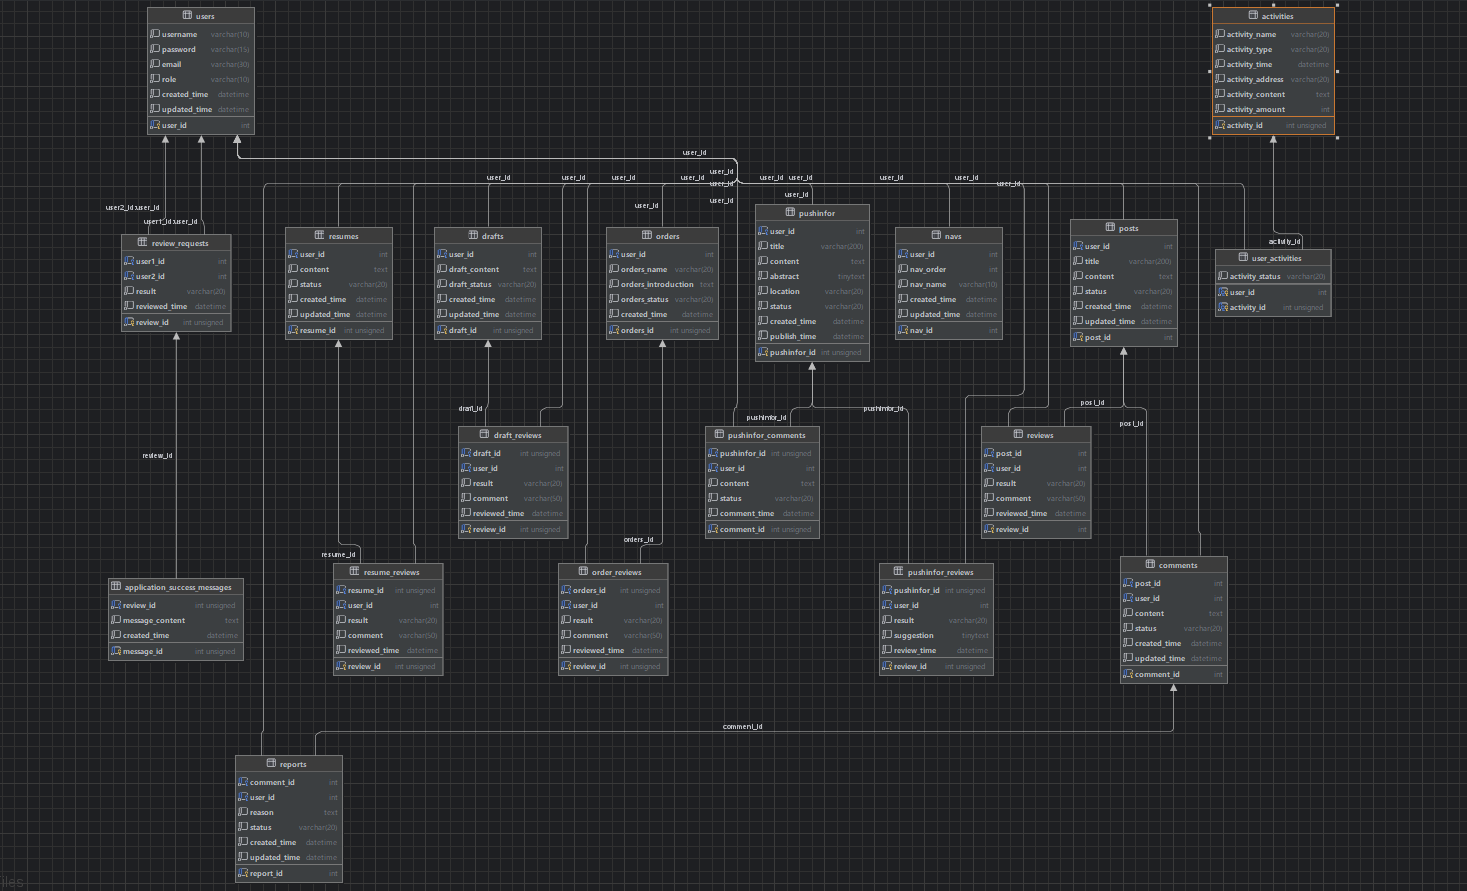 users
username varchar(10)
password varchar(15)
email varchar(30)
role varchar(10)
created_time datetime
updated_time datetime
user_id int
activities
activity_name varchar(20)
activity_type varchar(20)
activity_time datetime
activity_address varchar(20)
activity_content text
activity_amount int
activity_id int unsigned
user_id
user_id
user_id user_id user_id user_id user_id user_id user_id user_id user_id user_id
user_id
user_id
user_id
user2_id:user_id
user1_id:user_id
activity_id
review_requests
user1_id int
user2_id int
result varchar(20)
reviewed_time datetime
review_id int unsigned
resumes
user_id int
content text
status varchar(20)
created_time datetime
updated_time datetime
resume_id int unsigned
drafts
user_id int
draft_content text
draft_status varchar(20)
created_time datetime
updated_time datetime
draft_id int unsigned
orders
user_id int
orders_name varchar(20)
orders_introduction text
orders_status varchar(20)
created_time datetime
orders_id int unsigned
pushinfor
user_id int
title varchar(200)
content text
abstract tinytext
location varchar(20)
status varchar(20)
created_time datetime
publish_time datetime
pushinfor_id int unsigned
navs
user_id int
nav_order int
nav_name varchar(10)
created_time datetime
updated_time datetime
nav_id int
posts
user_id int
title varchar(200)
content text
status varchar(20)
created_time datetime
updated_time datetime
post_id int
user_activities
activity_status varchar(20)
user_id int
activity_id int unsigned
draft_id
pushinfor_id
pushinfor_id
post_id
post_id
review_id
draft_reviews
draft_id int unsigned
user_id int
result varchar(20)
comment varchar(50)
reviewed_time datetime
review_id int unsigned
pushinfor_comments
pushinfor_id int unsigned
user_id int
content text
status varchar(20)
comment_time datetime
comment_id int unsigned
reviews
post_id int
user_id int
result varchar(20)
comment varchar(50)
reviewed_time datetime
review_id int
resume_id
orders_id
application_success_messages
review_id int unsigned
message_content text
created_time datetime
message_id int unsigned
resume_reviews
resume_id int unsigned
user_id int
result varchar(20)
comment varchar(50)
reviewed_time datetime
review_id int unsigned
order_reviews
orders_id int unsigned
user_id int
result varchar(20)
comment varchar(50)
reviewed_time datetime
review_id int unsigned
pushinfor_reviews
pushinfor_id int unsigned
user_id int
result varchar(20)
suggestion tinytext
review_time datetime
review_id int unsigned
comments
post_id int
user_id int
content text
status varchar(20)
created_time datetime
updated_time datetime
comment_id int
comment_id
reports
comment_id int
user_id int
reason text
status varchar(20)
created_time datetime
updated_time datetime
report_id int